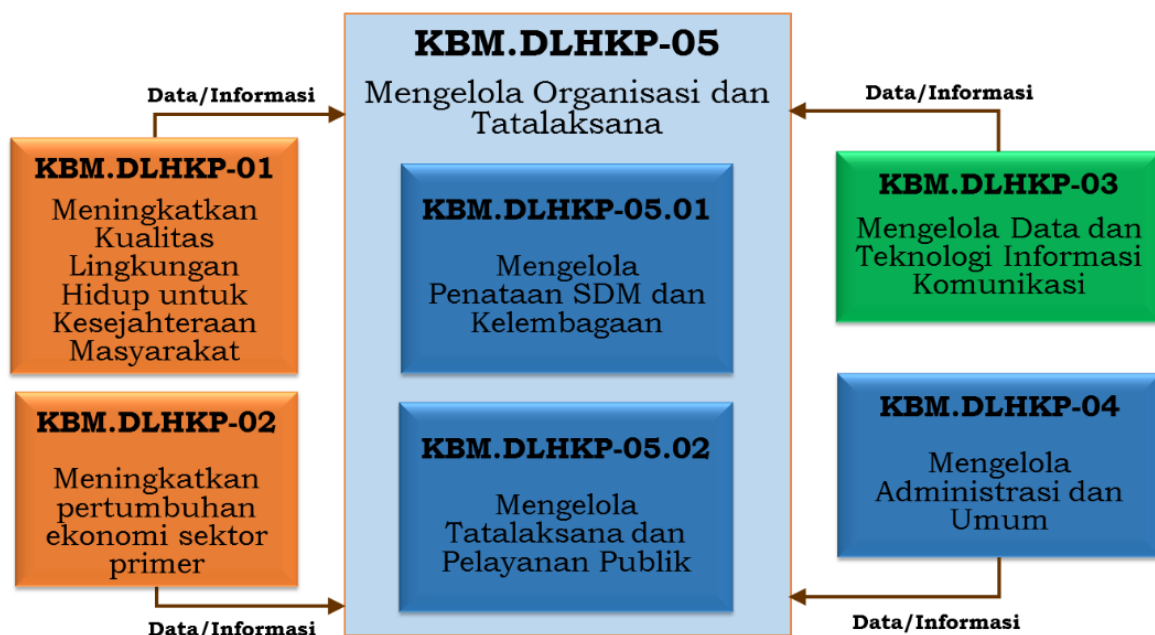 KBM.DLHKP-05
Mengelola Organisasi dan
Tatalaksana
Data/Informasi
KBM.DLHKP-01
Meningkatkan
Kualitas
Lingkungan
Hidup untuk
Kesejahteraan
Masyarakat
KBM.DLHKP-02
Meningkatkan
pertumbuhan
ekonomi sektor
primer
Data/Informasi
KBM.DLHKP-05.01
Mengelola
Penataan SDM dan
Kelembagaan
KBM.DLHKP-05.02
Mengelola
Tatalaksana dan
Pelayanan Publik
Data/Informasi
KBM.DLHKP-03
Mengelola Data dan
Teknologi Informasi
Komunikasi
KBM.DLHKP-04
Mengelola
Administrasi dan
Umum
Data/Informasi